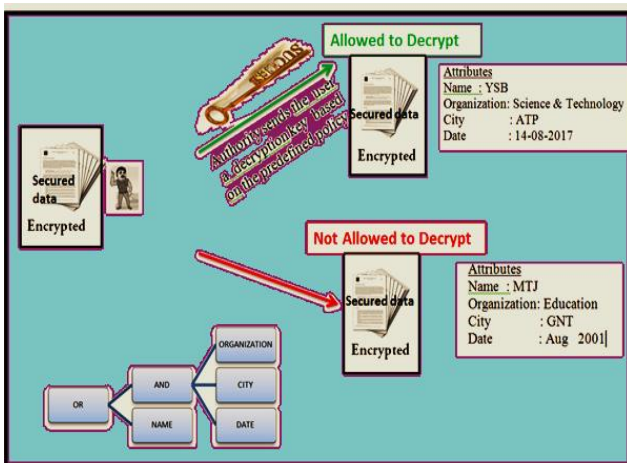 Allowed to Decrypt
SUCCES
Authority sends the user
a decryption key based
on the predefined policy
Secured data
Encrypted
Attributes
Name : YSB
Organization: Science & Technology
City : ATP
Date : 14-08-2017
Secured
data
Encrypted
Not Allowed to Decrypt
Secured data
Encrypted
Attributes
Name : MTJ
Organization: Education
City : GNT
Date : Aug 2001
OR
AND
NAME
ORGANIZATION
CITY
DATE